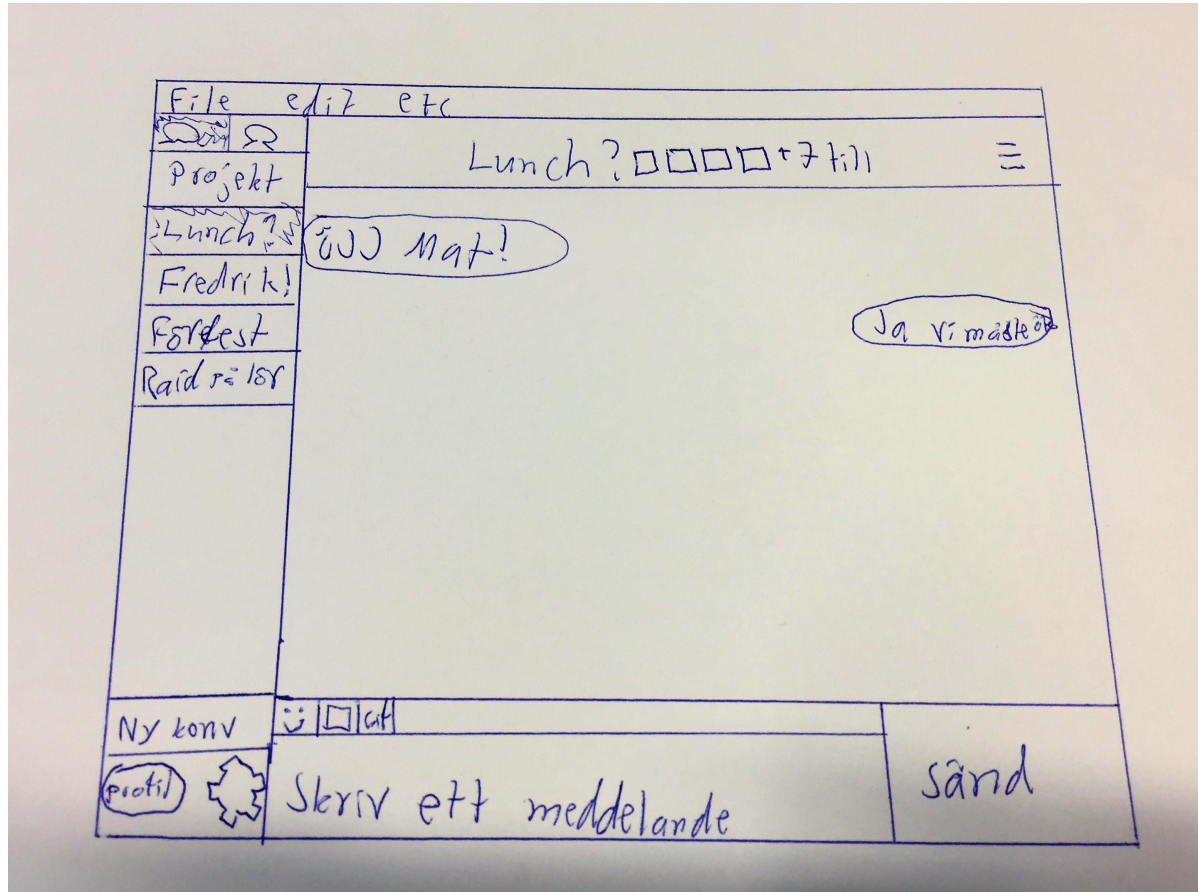 File edit etc
Lunch? +7 till
Projekt
Lunch?
Fredrik!
Förfest
Raid på lör
Mat!
Ja vi måste
Ny konv
profil
Skriv ett meddelande
sänd